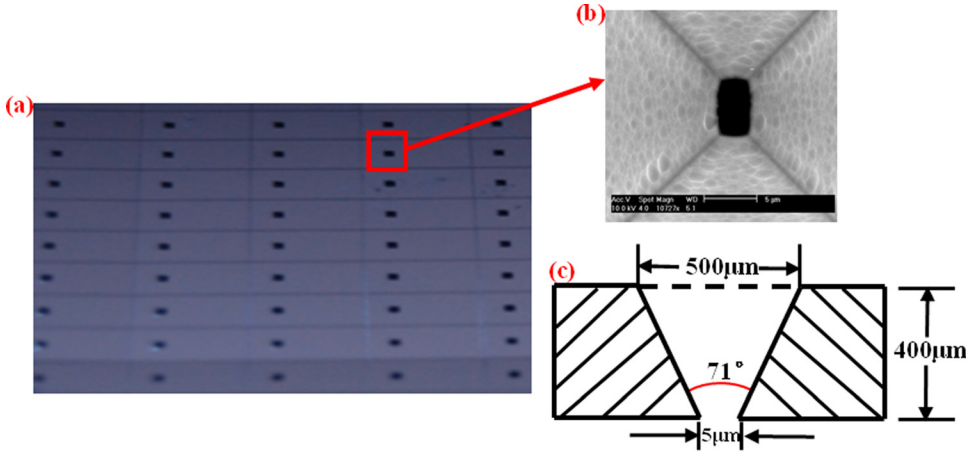 (a)
(b)
Acc.V Spot Magn WD 5 μm
10.0 kV 4.0 10727x 5.1
(c)
500μm
400μm
71°
5μm